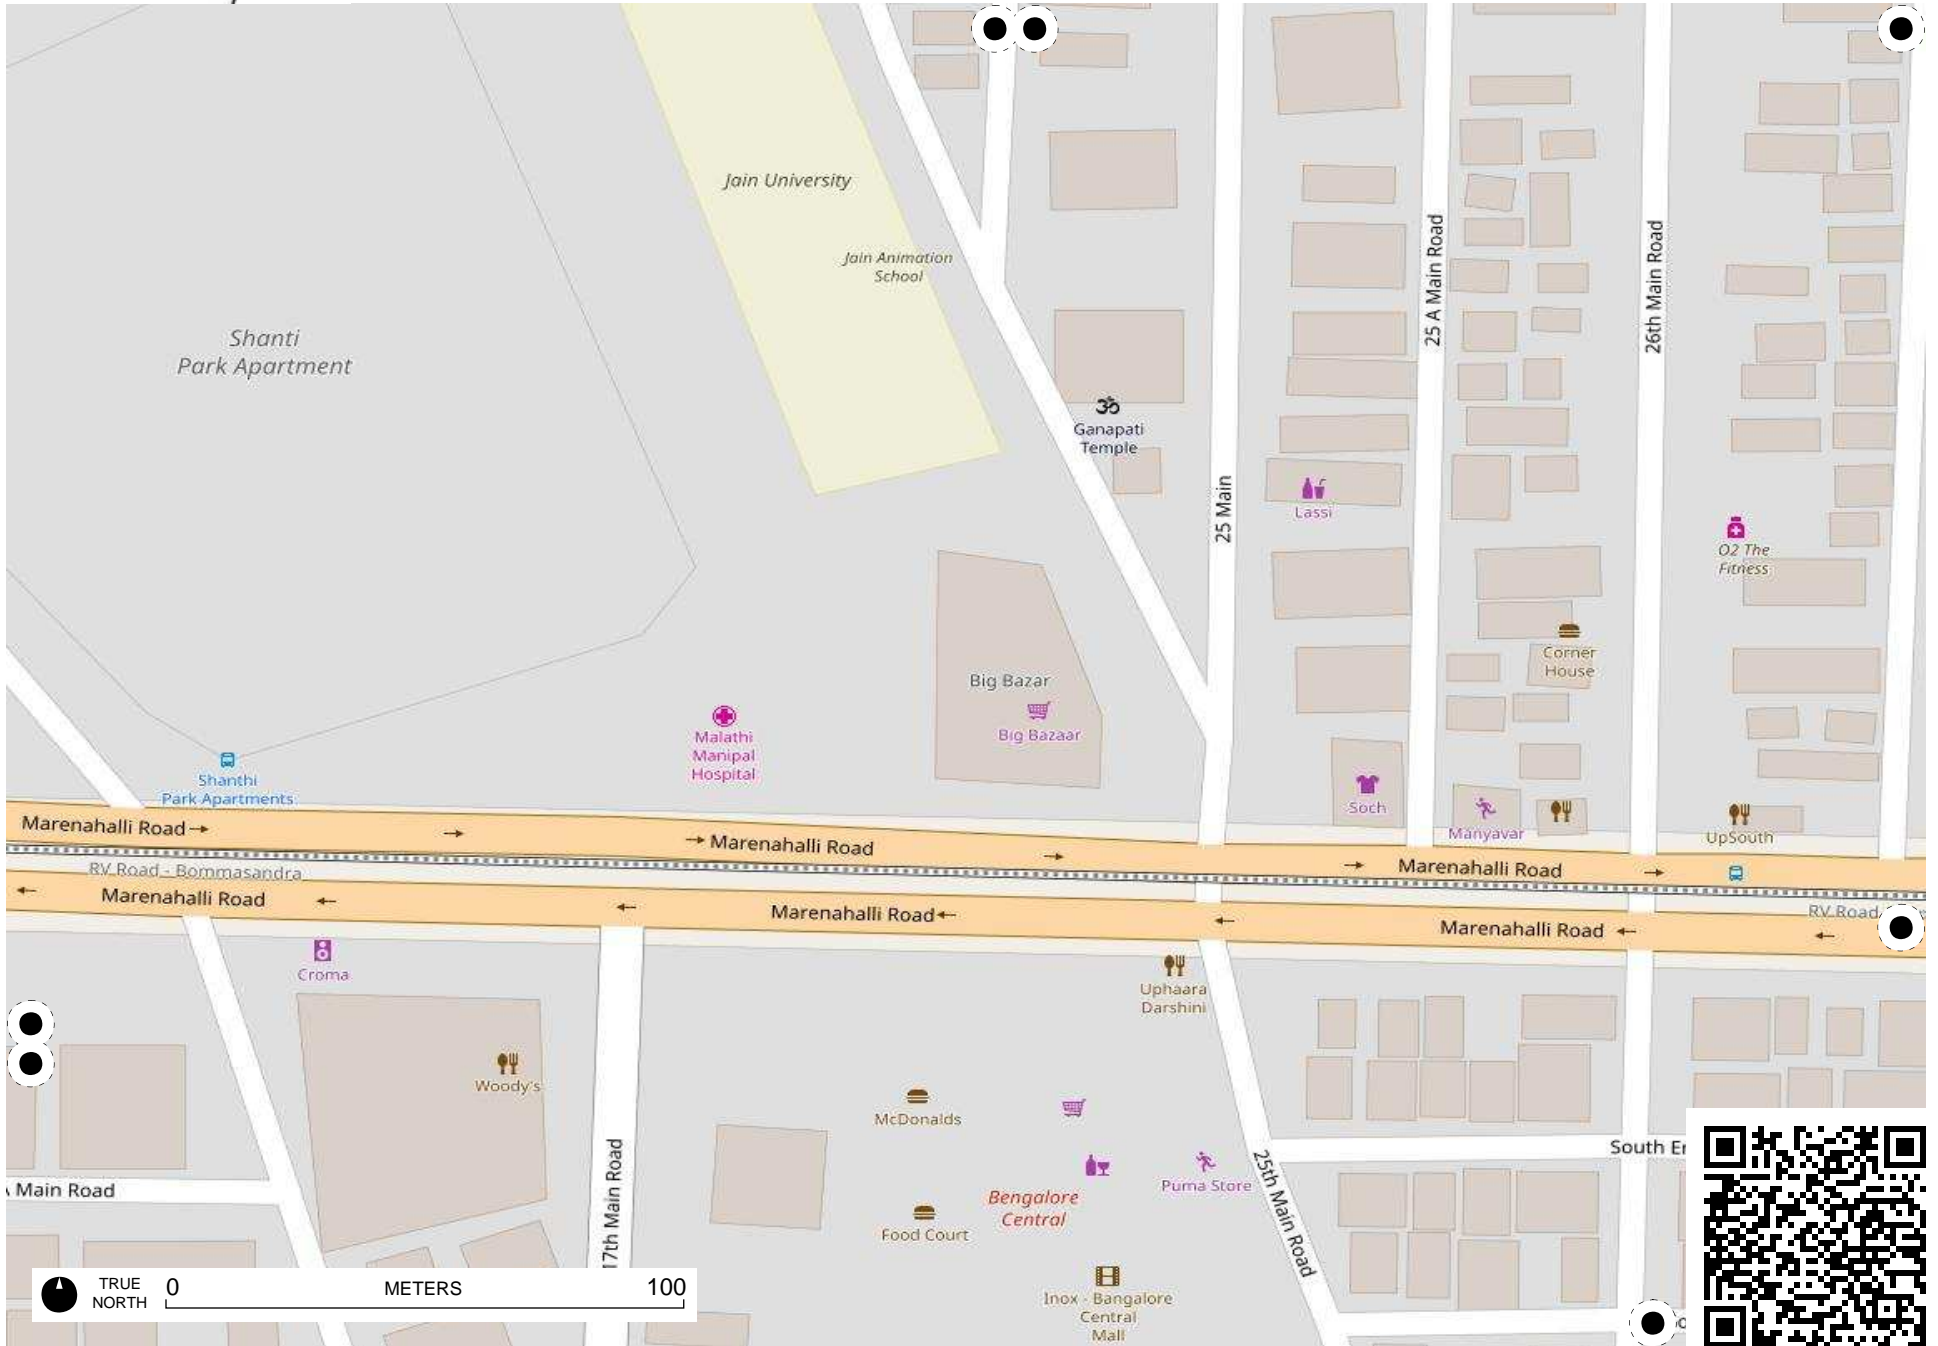 Jain University
Jain Animation
School
Shanti
Park Apartment
25 A Main Road
26th Main Road
Ganapati
Temple
25 Main
Lassi
O2 The
Fitness
Corner
House
Big Bazar
Big Bazaar
Malathi
Manipal
Hospital
Shanthi
Park Apartments
Soch
Manyavar
UpSouth
Marenahalli Road
Marenahalli Road
Marenahalli Road
RV Road - Bommasandra
Marenahalli Road
Marenahalli Road
Marenahalli Road
RV Road
Croma
Uphaara
Darshini
Woody's
McDonalds
Puma Store
Bengalore
Central
Food Court
Inox - Bangalore
Central
Mall
17th Main Road
25th Main Road
South
Main Road
TRUE
NORTH
0 METERS 100